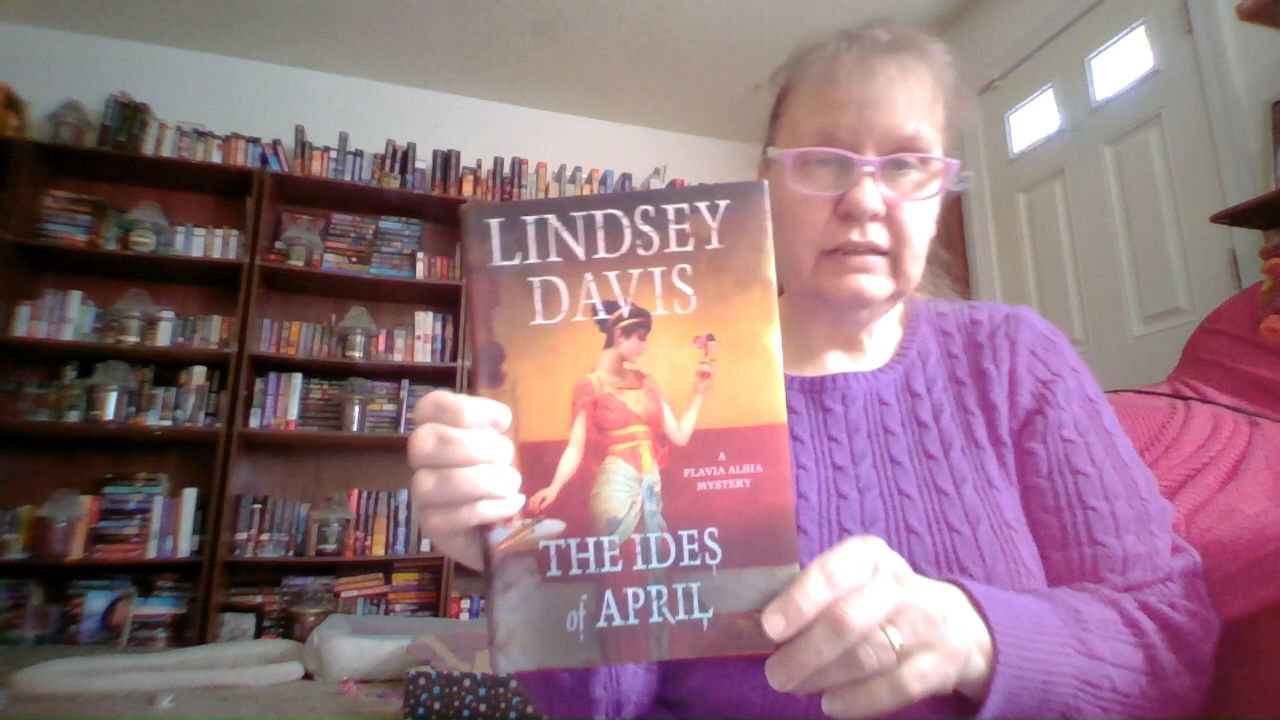 LINDSEY
DAVIS
A
FLAVIA ALBIA
MYSTERY
THE IDES
of APRIL